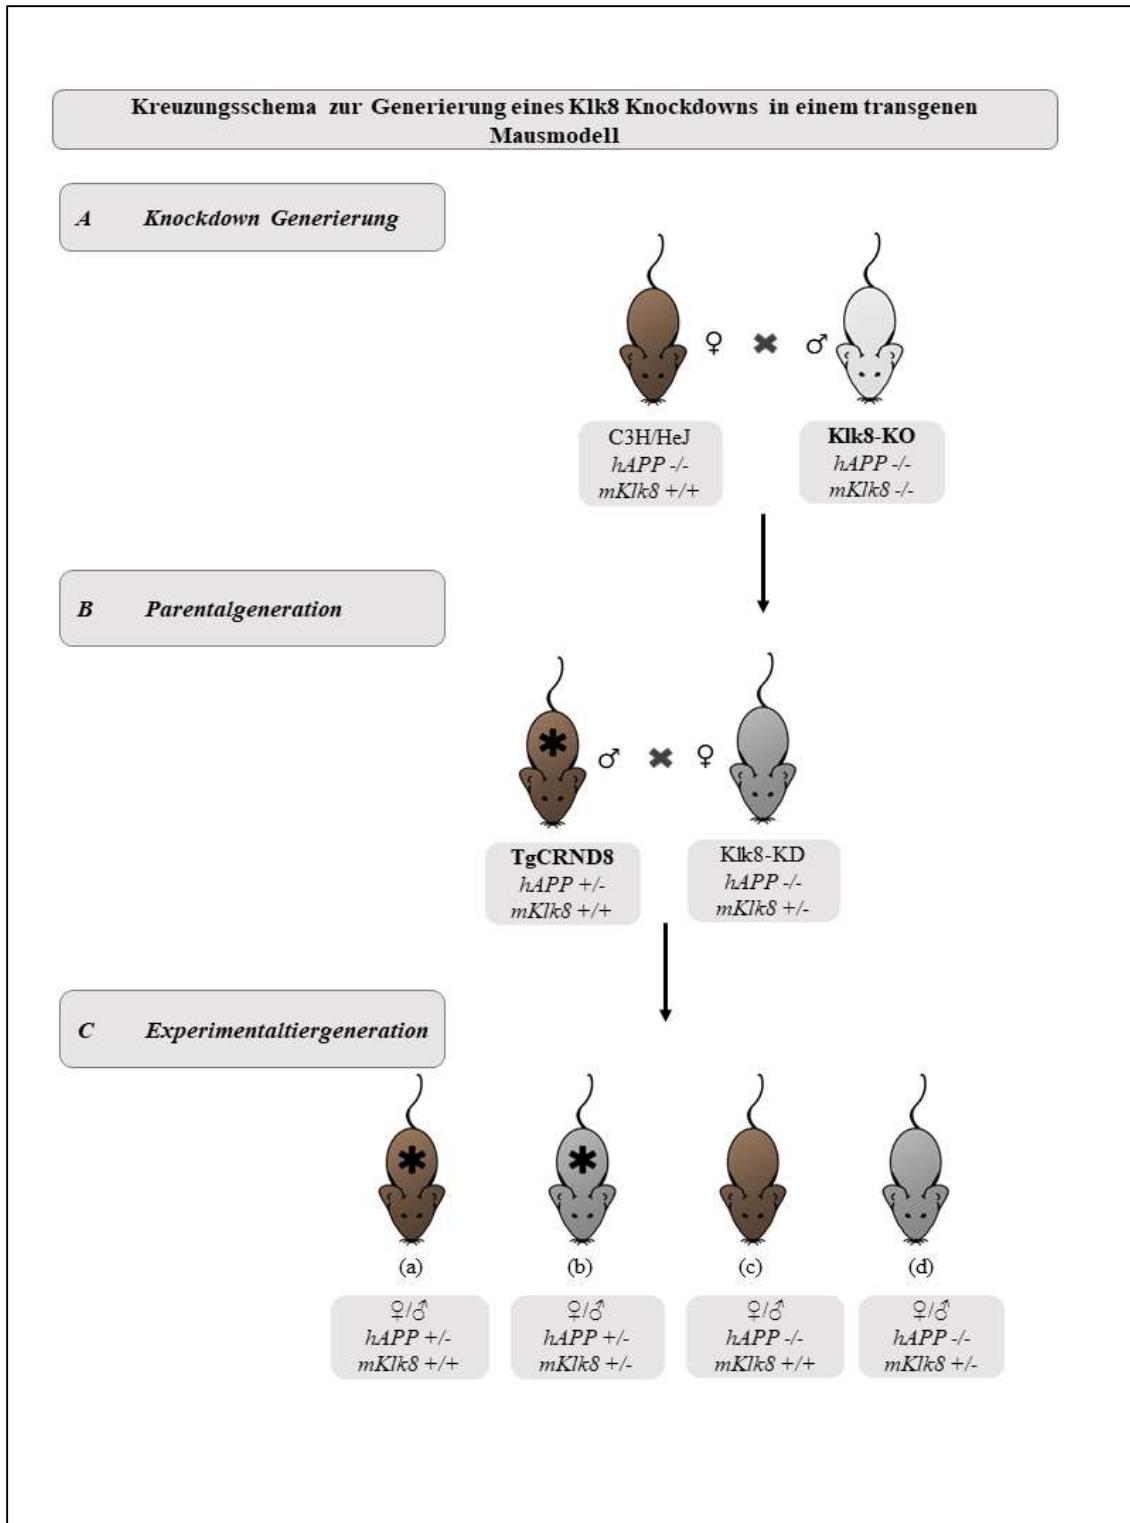 Kreuzungsschema zur Generierung eines Klk8 Knockdowns in einem transgenen
Mausmodell
A Knockdown Generierung
♀ ✖ ♂
C3H/HeJ
hAPP -/-
mKlk8 +/+
Klk8-KO
hAPP -/-
mKlk8 -/-
B Parentalgeneration
♂ ✖ ♀
TgCRND8
hAPP +/-
mKlk8 +/+
Klk8-KD
hAPP -/-
mKlk8 +/-
C Experimentaltiergeneration
(a)
♀/♂
hAPP +/-
mKlk8 +/+
(b)
♀/♂
hAPP +/-
mKlk8 +/-
(c)
♀/♂
hAPP -/-
mKlk8 +/+
(d)
♀/♂
hAPP -/-
mKlk8 +/-